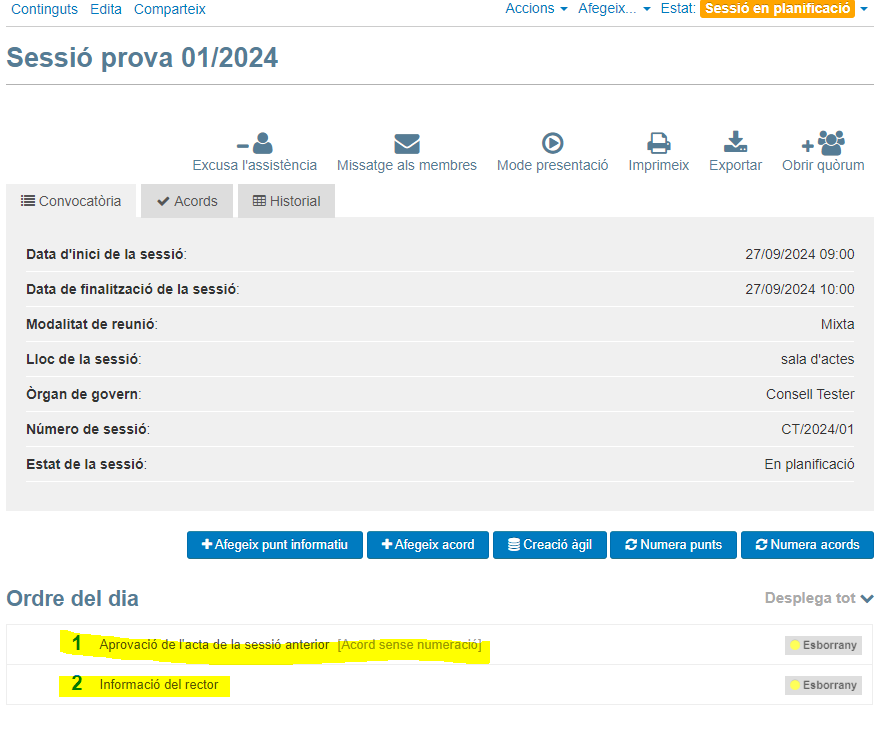 Continguts Edita Comparteix Accions Afegeix... Estat: Sessió en planificació
Sessió prova 01/2024
Excusa l'assistència Missatge als membres Mode presentació Imprimeix Exportar Obrir quòrum
Convocatòria Acords Historial
Data d'inici de la sessió: 27/09/2024 09:00
Data de finalització de la sessió: 27/09/2024 10:00
Modalitat de reunió: Mixta
Lloc de la sessió: sala d'actes
Òrgan de govern: Consell Tester
Número de sessió: CT/2024/01
Estat de la sessió: En planificació
Afegeix punt informatiu Afegeix acord Creació àgil Numera punts Numera acords
Ordre del dia Desplega tot
1 Aprovació de l'acta de la sessió anterior [Acord sense numeració] Esborrany
2 Informació del rector Esborrany